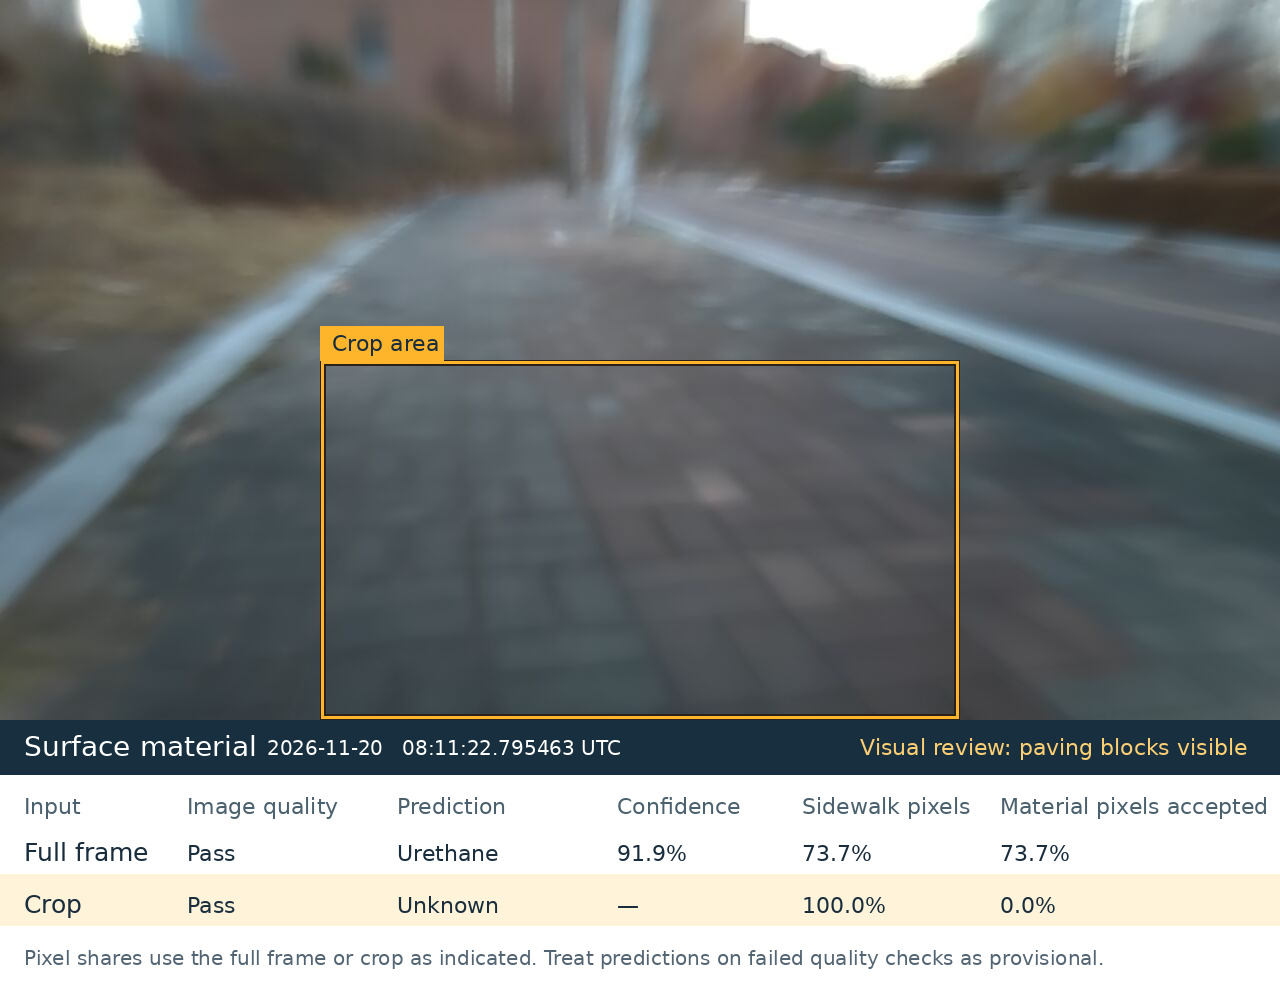 Crop area
Surface material 2026-11-20 08:11:22.795463 UTC Visual review: paving blocks visible
Input Image quality Prediction Confidence Sidewalk pixels Material pixels accepted
Full frame Pass Urethane 91.9% 73.7% 73.7%
Crop Pass Unknown — 100.0% 0.0%
Pixel shares use the full frame or crop as indicated. Treat predictions on failed quality checks as provisional.